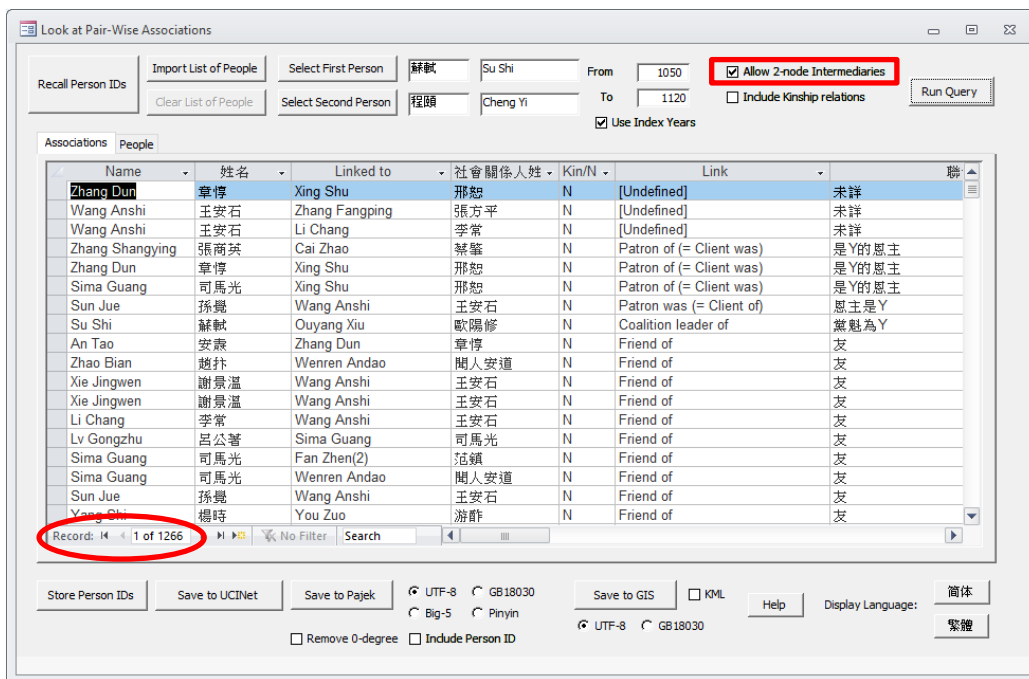 Look at Pair-Wise Associations
Recall Person IDs
Import List of People
Select First Person
蘇軾
Su Shi
From
1050
Allow 2-node Intermediaries
Run Query
Clear List of People
Select Second Person
程頤
Cheng Yi
To
1120
Include Kinship relations
Use Index Years
Associations People
Name 姓名 Linked to 社會關係人姓 Kin/N Link 聯
Zhang Dun 章惇 Xing Shu 邢恕 N [Undefined] 未詳
Wang Anshi 王安石 Zhang Fangping 張方平 N [Undefined] 未詳
Wang Anshi 王安石 Li Chang 李常 N [Undefined] 未詳
Zhang Shangying 張商英 Cai Zhao 蔡肇 N Patron of (= Client was) 是Y的恩主
Zhang Dun 章惇 Xing Shu 邢恕 N Patron of (= Client was) 是Y的恩主
Sima Guang 司馬光 Xing Shu 邢恕 N Patron of (= Client was) 是Y的恩主
Sun Jue 孫覺 Wang Anshi 王安石 N Patron was (= Client of) 恩主是Y
Su Shi 蘇軾 Ouyang Xiu 歐陽修 N Coalition leader of 黨魁為Y
An Tao 安燾 Zhang Dun 章惇 N Friend of 友
Zhao Bian 趙抃 Wenren Andao 聞人安道 N Friend of 友
Xie Jingwen 謝景溫 Wang Anshi 王安石 N Friend of 友
Xie Jingwen 謝景溫 Wang Anshi 王安石 N Friend of 友
Li Chang 李常 Wang Anshi 王安石 N Friend of 友
Lv Gongzhu 呂公著 Sima Guang 司馬光 N Friend of 友
Sima Guang 司馬光 Fan Zhen(2) 范鎮 N Friend of 友
Sima Guang 司馬光 Wenren Andao 聞人安道 N Friend of 友
Sun Jue 孫覺 Wang Anshi 王安石 N Friend of 友
Yang Shi 楊時 You Zuo 游酢 N Friend of 友
Record: 1 of 1266 No Filter Search
Store Person IDs
Save to UCINet
Save to Pajek
UTF-8 GB18030
Big-5 Pinyin
Save to GIS
KML
UTF-8 GB18030
Help
Display Language:
简体
繁體
Remove 0-degree Include Person ID